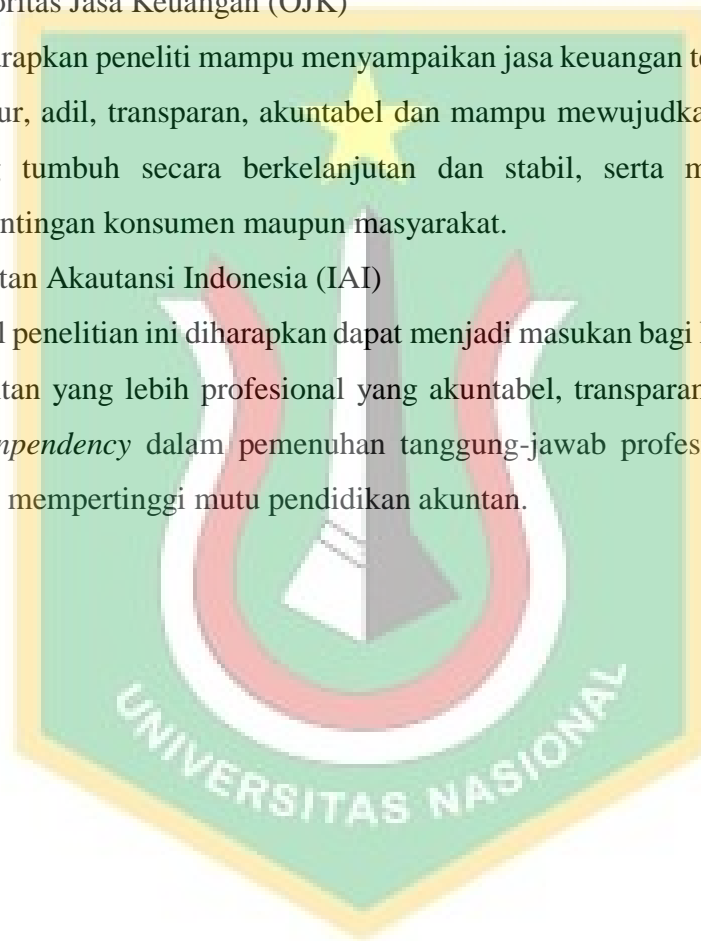 oritas Jasa Keuangan (OJK)
arapkan peneliti mampu menyampaikan jasa keuangan te
ur, adil, transparan, akuntabel dan mampu mewujudka
tumbuh secara berkelanjutan dan stabil, serta m
ntingan konsumen maupun masyarakat.
tan Akautansi Indonesia (IAI)
l penelitian ini diharapkan dapat menjadi masukan bagi
ntan yang lebih profesional yang akuntabel, transparan
npendency dalam pemenuhan tanggung-jawab profes
mempertinggi mutu pendidikan akuntan.
UNIVERSITAS NASIONAL